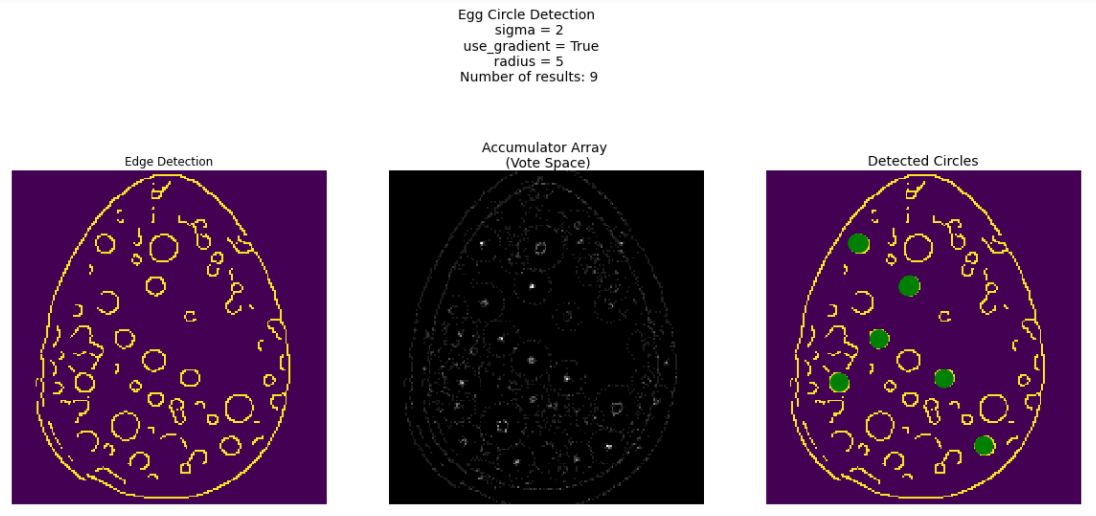 Egg Circle Detection
sigma = 2
use_gradient = True
radius = 5
Number of results: 9
Edge Detection
Accumulator Array
(Vote Space)
Detected Circles